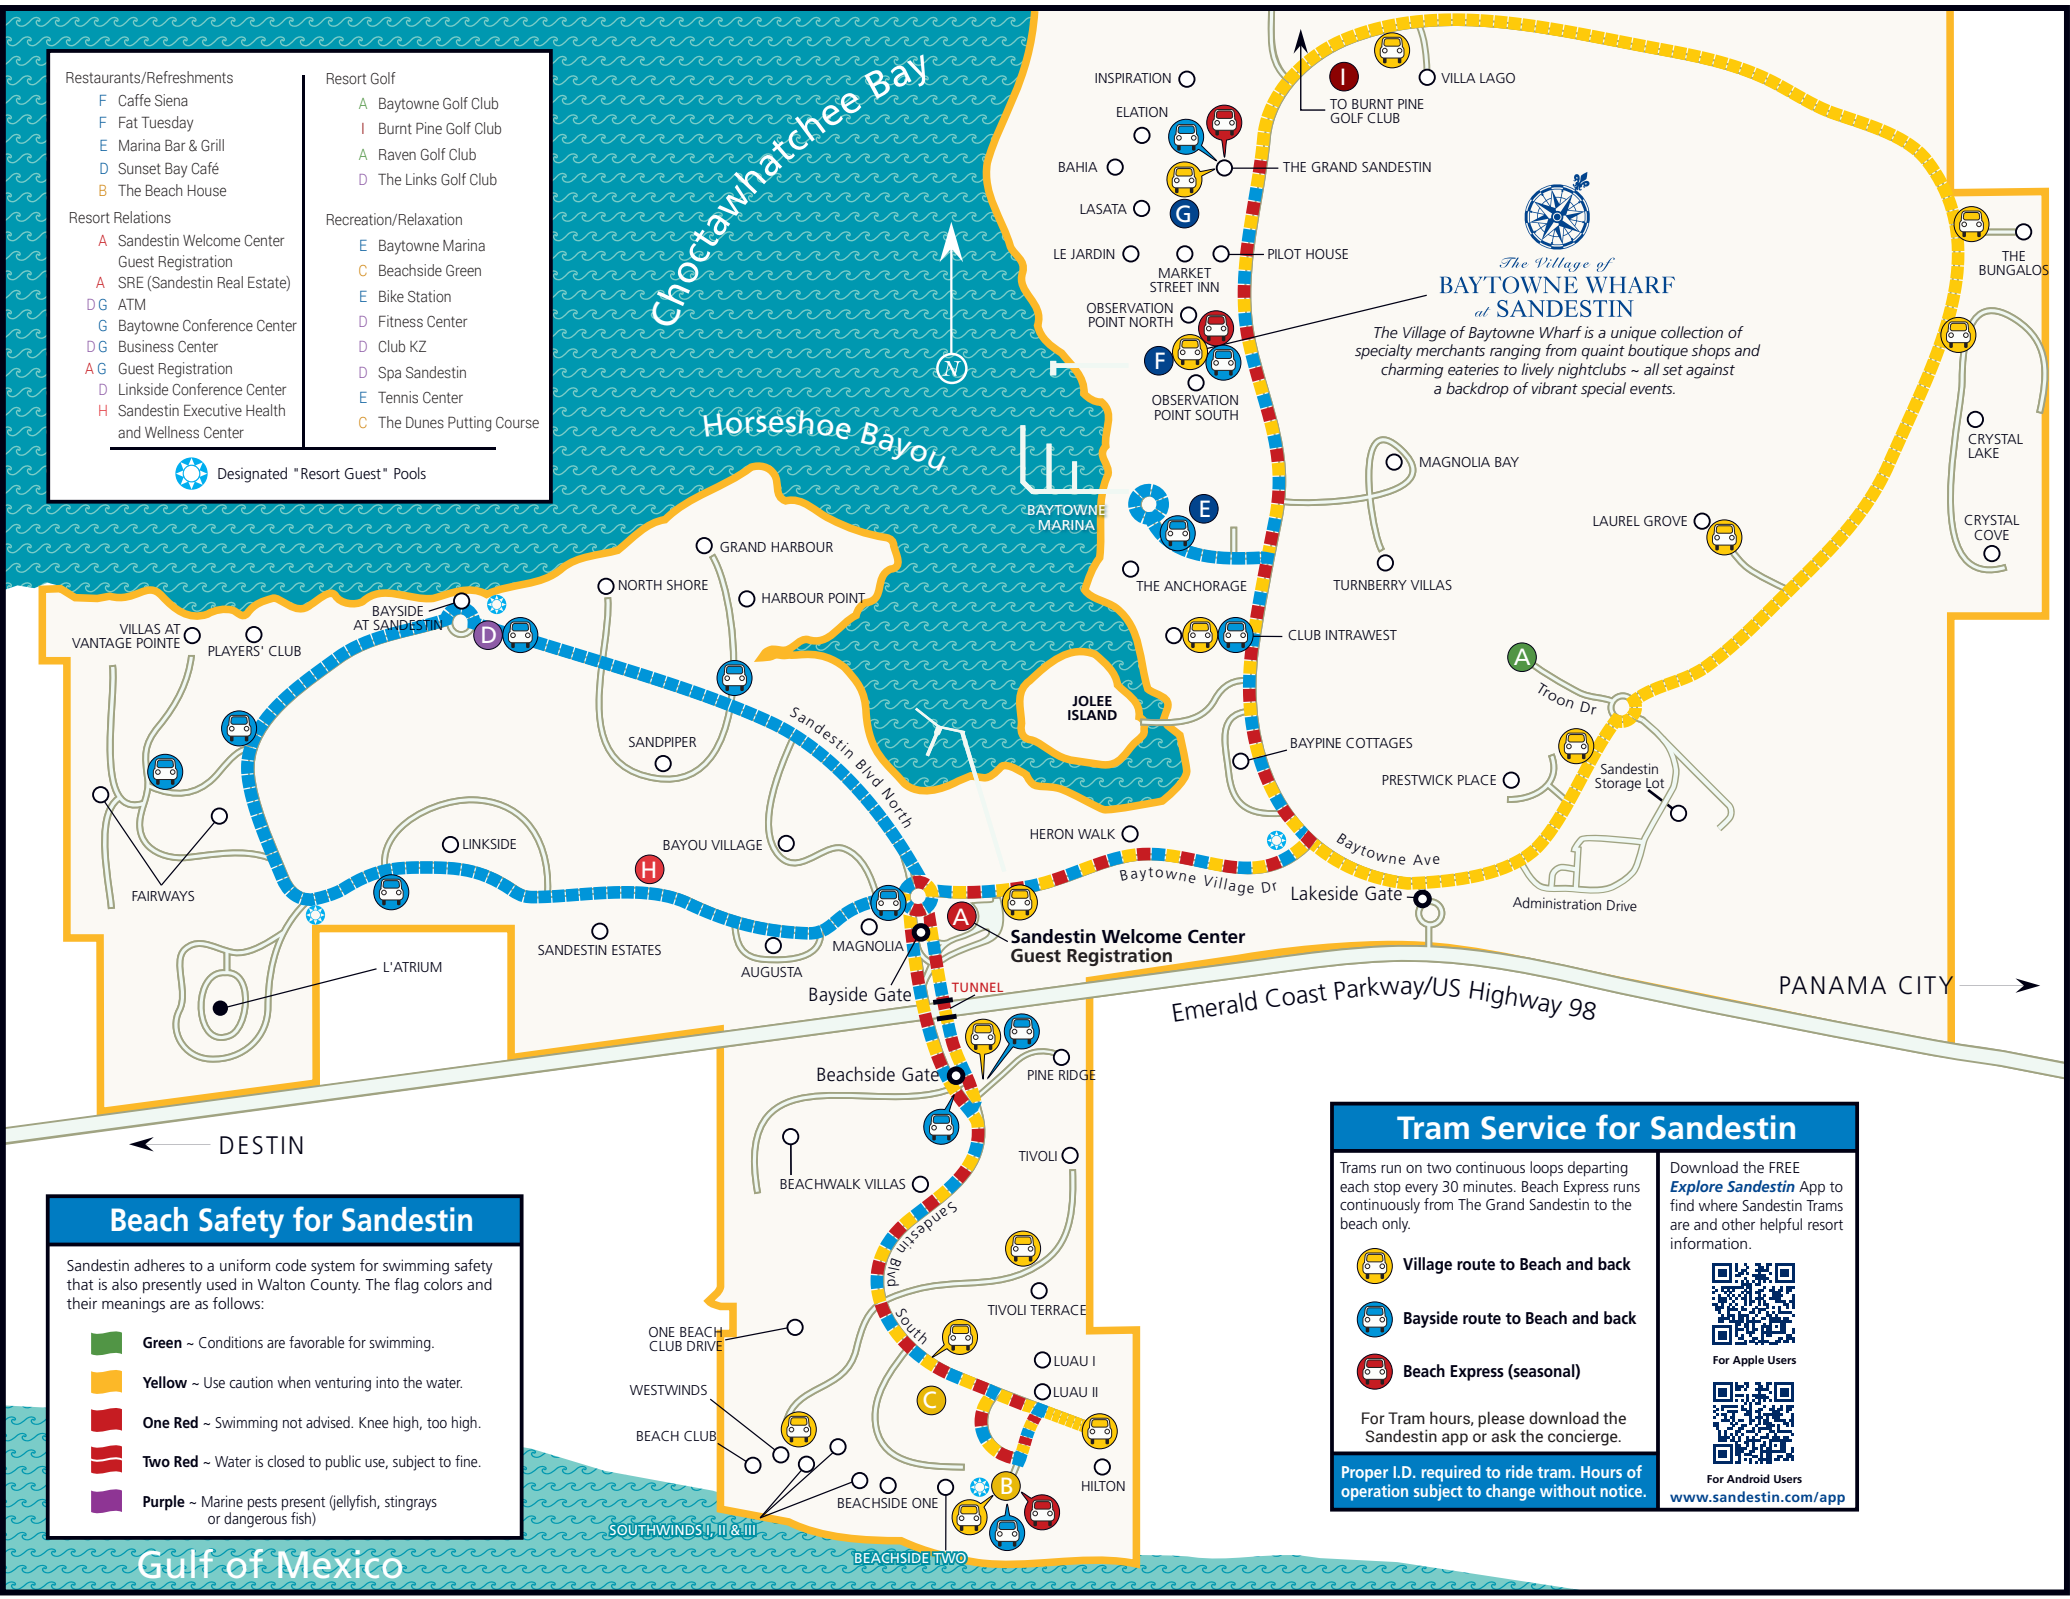 Restaurants/Refreshments
F Caffe Siena
F Fat Tuesday
E Marina Bar & Grill
D Sunset Bay Café
B The Beach House
Resort Relations
A Sandestin Welcome Center
Guest Registration
A SRE (Sandestin Real Estate)
D G ATM
G Baytowne Conference Center
D G Business Center
A G Guest Registration
D Linkside Conference Center
H Sandestin Executive Health
and Wellness Center
Resort Golf
A Baytowne Golf Club
I Burnt Pine Golf Club
A Raven Golf Club
D The Links Golf Club
Recreation/Relaxation
E Baytowne Marina
C Beachside Green
E Bike Station
D Fitness Center
D Club KZ
D Spa Sandestin
E Tennis Center
C The Dunes Putting Course
Designated "Resort Guest" Pools
Choctawhatchee Bay
N
Horseshoe Bayou
INSPIRATION
ELATION
BAHIA
LASATA
G
LE JARDIN
MARKET
STREET INN
PILOT HOUSE
THE GRAND SANDESTIN
I
TO BURNT PINE
GOLF CLUB
VILLA LAGO
OBSERVATION
POINT NORTH
F
OBSERVATION
POINT SOUTH
The Village of
BAYTOWNE WHARF
at SANDESTIN
The Village of Baytowne Wharf is a unique collection of
specialty merchants ranging from quaint boutique shops and
charming eateries to lively nightclubs ~ all set against
a backdrop of vibrant special events.
THE
BUNGALOS
CRYSTAL
LAKE
CRYSTAL
COVE
MAGNOLIA BAY
LAUREL GROVE
TURNBERRY VILLAS
BAYTOWNE
MARINA
E
THE ANCHORAGE
CLUB INTRAWEST
A
Troon Dr
JOLEE
ISLAND
BAYPINE COTTAGES
PRESTWICK PLACE
Sandestin
Storage Lot
HERON WALK
Baytowne Ave
Baytowne Village Dr
Lakeside Gate
Administration Drive
GRAND HARBOUR
NORTH SHORE
HARBOUR POINT
BAYSIDE
AT SANDESTIN
D
VILLAS AT
VANTAGE POINTE
PLAYERS' CLUB
SANDPIPER
Sandestin Blvd North
LINKSIDE
H
BAYOU VILLAGE
FAIRWAYS
SANDESTIN ESTATES
AUGUSTA
MAGNOLIA
A
Sandestin Welcome Center
Guest Registration
L'ATRIUM
Bayside Gate
TUNNEL
Emerald Coast Parkway/US Highway 98
PANAMA CITY
DESTIN
Beachside Gate
PINE RIDGE
BEACHWALK VILLAS
TIVOLI
Sandestin Blvd South
TIVOLI TERRACE
ONE BEACH
CLUB DRIVE
LUAU I
LUAU II
WESTWINDS
C
BEACH CLUB
BEACHSIDE ONE
B
HILTON
SOUTHWINDS I, II & III
BEACHSIDE TWO
Beach Safety for Sandestin
Sandestin adheres to a uniform code system for swimming safety
that is also presently used in Walton County. The flag colors and
their meanings are as follows:
Green ~ Conditions are favorable for swimming.
Yellow ~ Use caution when venturing into the water.
One Red ~ Swimming not advised. Knee high, too high.
Two Red ~ Water is closed to public use, subject to fine.
Purple ~ Marine pests present (jellyfish, stingrays
or dangerous fish)
Gulf of Mexico
Tram Service for Sandestin
Trams run on two continuous loops departing
each stop every 30 minutes. Beach Express runs
continuously from The Grand Sandestin to the
beach only.
Village route to Beach and back
Bayside route to Beach and back
Beach Express (seasonal)
For Tram hours, please download the
Sandestin app or ask the concierge.
Proper I.D. required to ride tram. Hours of
operation subject to change without notice.
Download the FREE
Explore Sandestin App to
find where Sandestin Trams
are and other helpful resort
information.
For Apple Users
For Android Users
www.sandestin.com/app